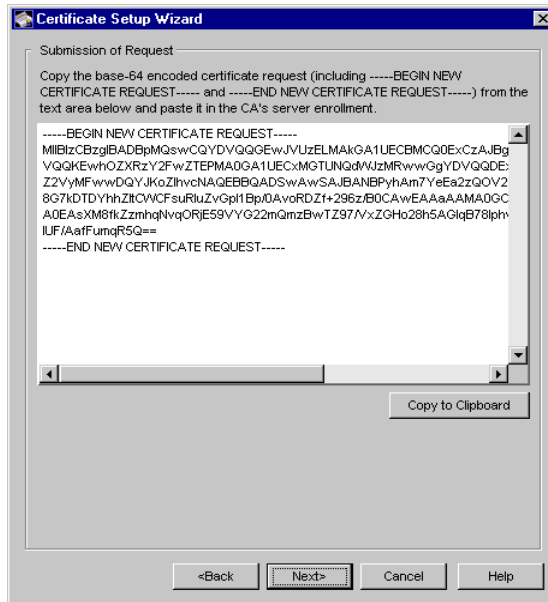 Certificate Setup Wizard
Submission of Request
Copy the base-64 encoded certificate request (including -----BEGIN NEW
CERTIFICATE REQUEST----- and -----END NEW CERTIFICATE REQUEST-----) from the
text area below and paste it in the CA's server enrollment.
-----BEGIN NEW CERTIFICATE REQUEST-----
MIIBIzCBzgIBADBpMQswCQYDVQQGEwJVUzELMAkGA1UECBMCQ0ExCzAJBg
VQQKEwhOZXRzY2FwZTEPMA0GA1UECxMGTUNQdWJzMRwwGgYDVQQDEx
Z2VyMFwwDQYJKoZIhvcNAQEBBQADSwAwSAJBANBPyhAm7YeEa2zQOV2
8G7kDTDYhhZltCWCFsuRluZvGpl1Bp/0AvoRDZf+296z/B0CAwEAAaAAMA0GC
A0EAsXM8fkZzmhqNvqORjE59VYG22mQmzBwTZ97/VxZGHo28h5AGlqB78lphv
IUF/AafFumqR5Q==
-----END NEW CERTIFICATE REQUEST-----
Copy to Clipboard
<Back
Next>
Cancel
Help